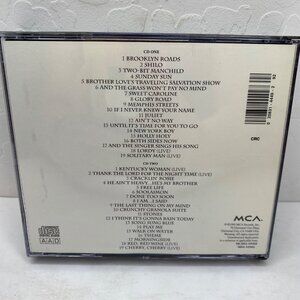 CD ONE
1 BROOKLYN ROADS
2 SHILO
3 TWO-BIT MANCHILD
4 SUNDAY SUN
5 BROTHER LOVE'S TRAVELING SALVATION SHOW
6 AND THE GRASS WON'T PAY NO MIND
7 SWEET CAROLINE
8 GLORY ROAD
9 MEMPHIS STREETS
10 IF I NEVER KNEW YOUR NAME
11 JULIET
12 AIN'T NO WAY
13 UNTIL IT'S TIME FOR YOU TO GO
14 NEW YORK BOY
15 HOLLY HOLY
16 BOTH SIDES NOW
17 AND THE SINGER SINGS HIS SONG
18 LORDY (LIVE)
19 SOLITARY MAN (LIVE)
CD TWO
1 KENTUCKY WOMAN (LIVE)
2 THANK THE LORD FOR THE NIGHT TIME (LIVE)
3 CRACKLIN' ROSIE
4 HE AIN'T HEAVY...HE'S MY BROTHER
5 FREE LIFE
6 SOOLAIMON
7 DONE TOO SOON
8 I AM...I SAID
9 THE LAST THING ON MY MIND
10 CRUNCHY GRANOLA SUITE
11 STONES
12 I THINK IT'S GONNA RAIN TODAY
13 SONG SUNG BLUE
14 PLAY ME
15 WALK ON WATER
16 THEME
17 MORNINGSIDE
18 RED, RED WINE (LIVE)
19 CHERRY, CHERRY (LIVE)
CRC
AAD
MCA